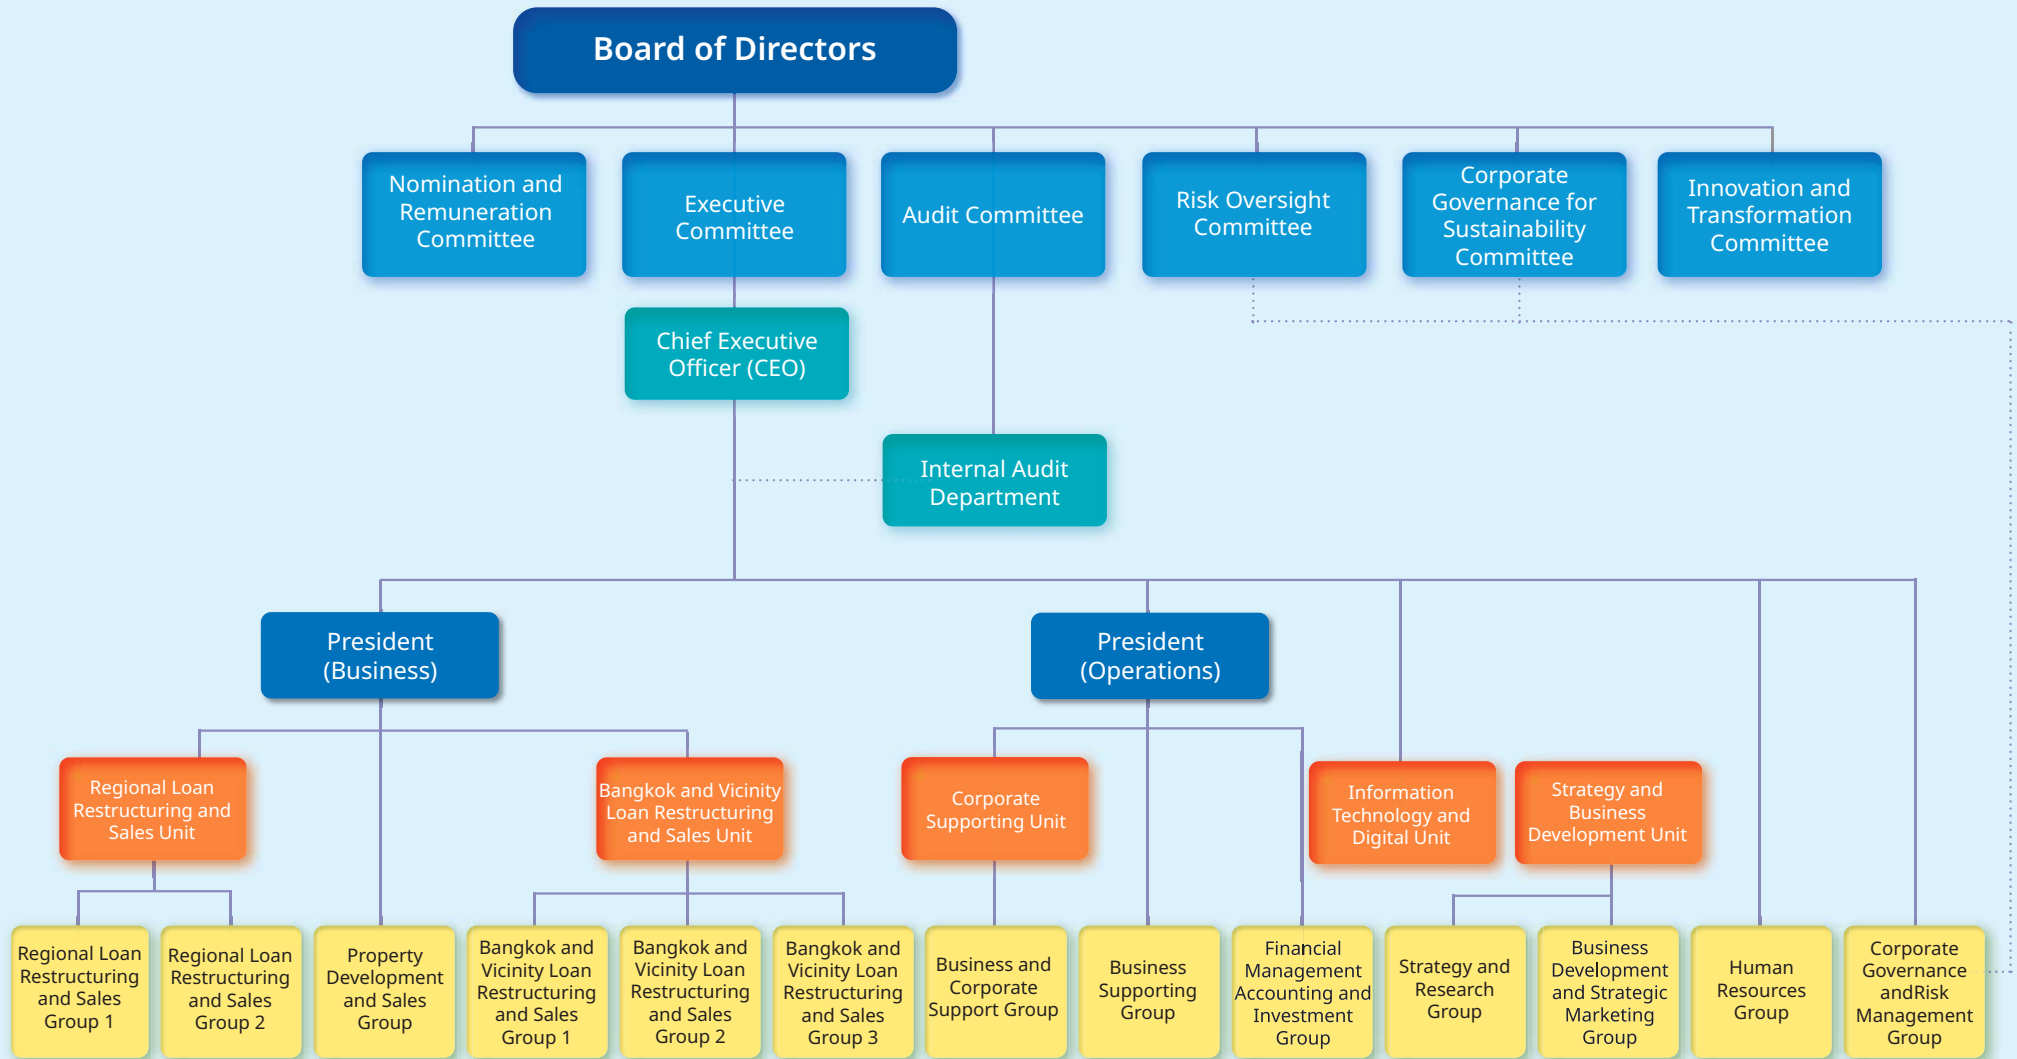 Board of Directors
Nomination and
Remuneration
Committee
Executive
Committee
Audit Committee
Risk Oversight
Committee
Corporate
Governance for
Sustainability
Committee
Innovation and
Transformation
Committee
Chief Executive
Officer (CEO)
Internal Audit
Department
President
(Business)
President
(Operations)
Regional Loan
Restructuring and
Sales Unit
Bangkok and Vicinity
Loan Restructuring
and Sales Unit
Corporate
Supporting Unit
Information
Technology and
Digital Unit
Strategy and
Business
Development Unit
Regional Loan
Restructuring
and Sales
Group 1
Regional Loan
Restructuring
and Sales
Group 2
Property
Development
and Sales
Group
Bangkok and
Vicinity Loan
Restructuring
and Sales
Group 1
Bangkok and
Vicinity Loan
Restructuring
and Sales
Group 2
Bangkok and
Vicinity Loan
Restructuring
and Sales
Group 3
Business and
Corporate
Support Group
Business
Supporting
Group
Financial
Management
Accounting and
Investment
Group
Strategy and
Research
Group
Business
Development
and Strategic
Marketing
Group
Human
Resources
Group
Corporate
Governance
andRisk
Management
Group